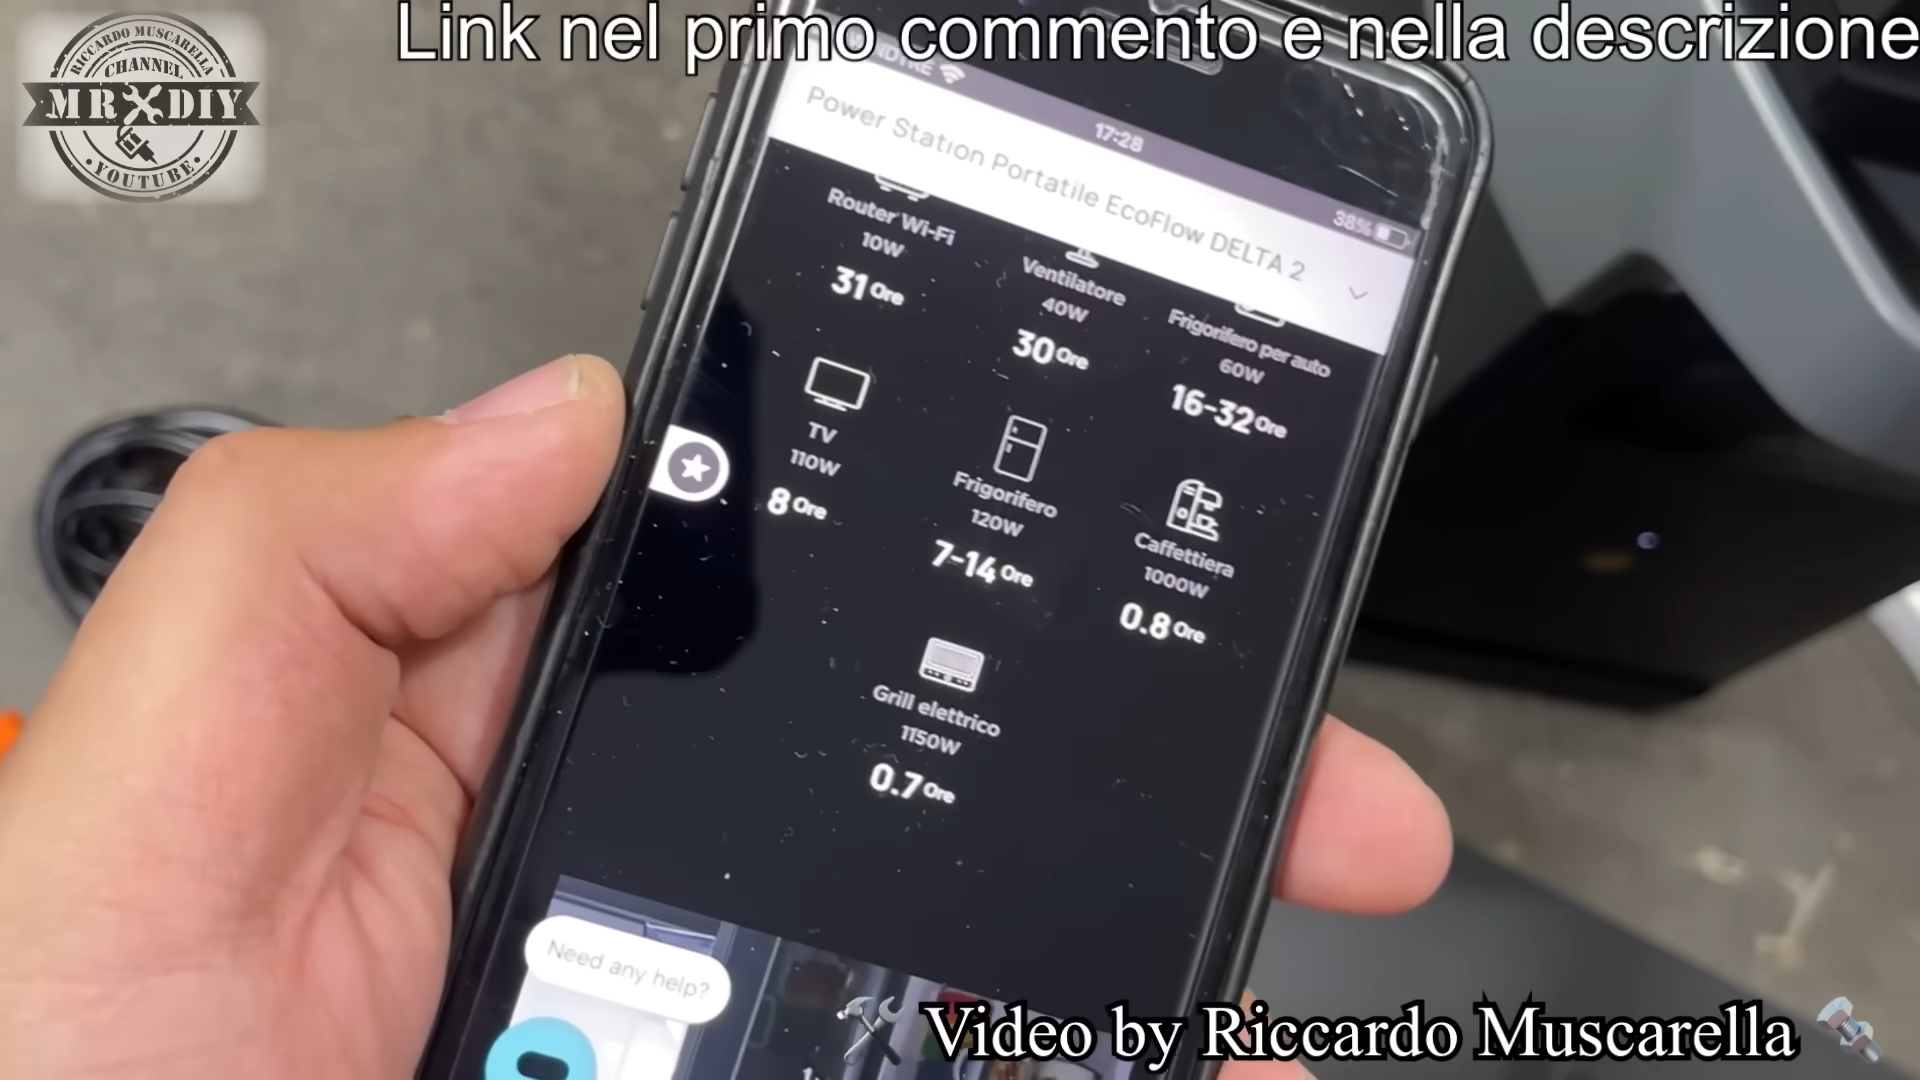 Link nel primo commento e nella descrizione
RICCARDO MUSCARELLA
CHANNEL
MR DIY
YOUTUBE
17:28
38%
Power Station Portatile EcoFlow DELTA 2
Router Wi-Fi
10W
31 Ore
Ventilatore
40W
30 Ore
Frigorifero per auto
60W
16-32 Ore
TV
110W
8 Ore
Frigorifero
120W
7-14 Ore
Caffettiera
1000W
0.8 Ore
Grill elettrico
1150W
0.7 Ore
Need any help?
Video by Riccardo Muscarella